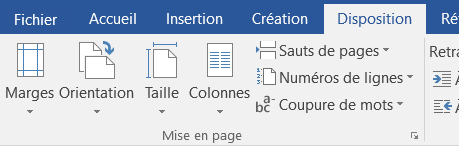 Fichier Accueil Insertion Création Disposition
Sauts de pages
Retra
Numéros de lignes
Marges Orientation Taille Colonnes
Coupure de mots
Mise en page